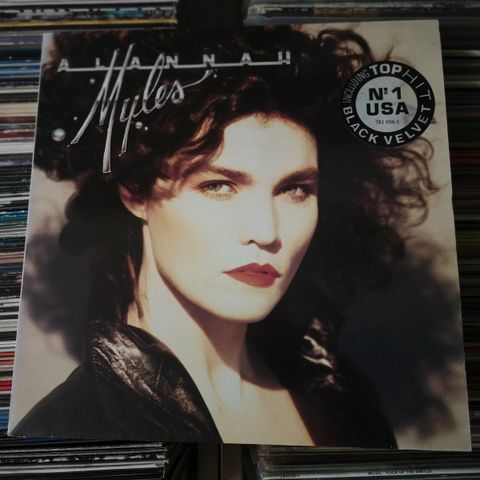 ALANNAH
Myles
INCLUDING TOP HIT
Nº1
USA
781 956-1
BLACK VELVET